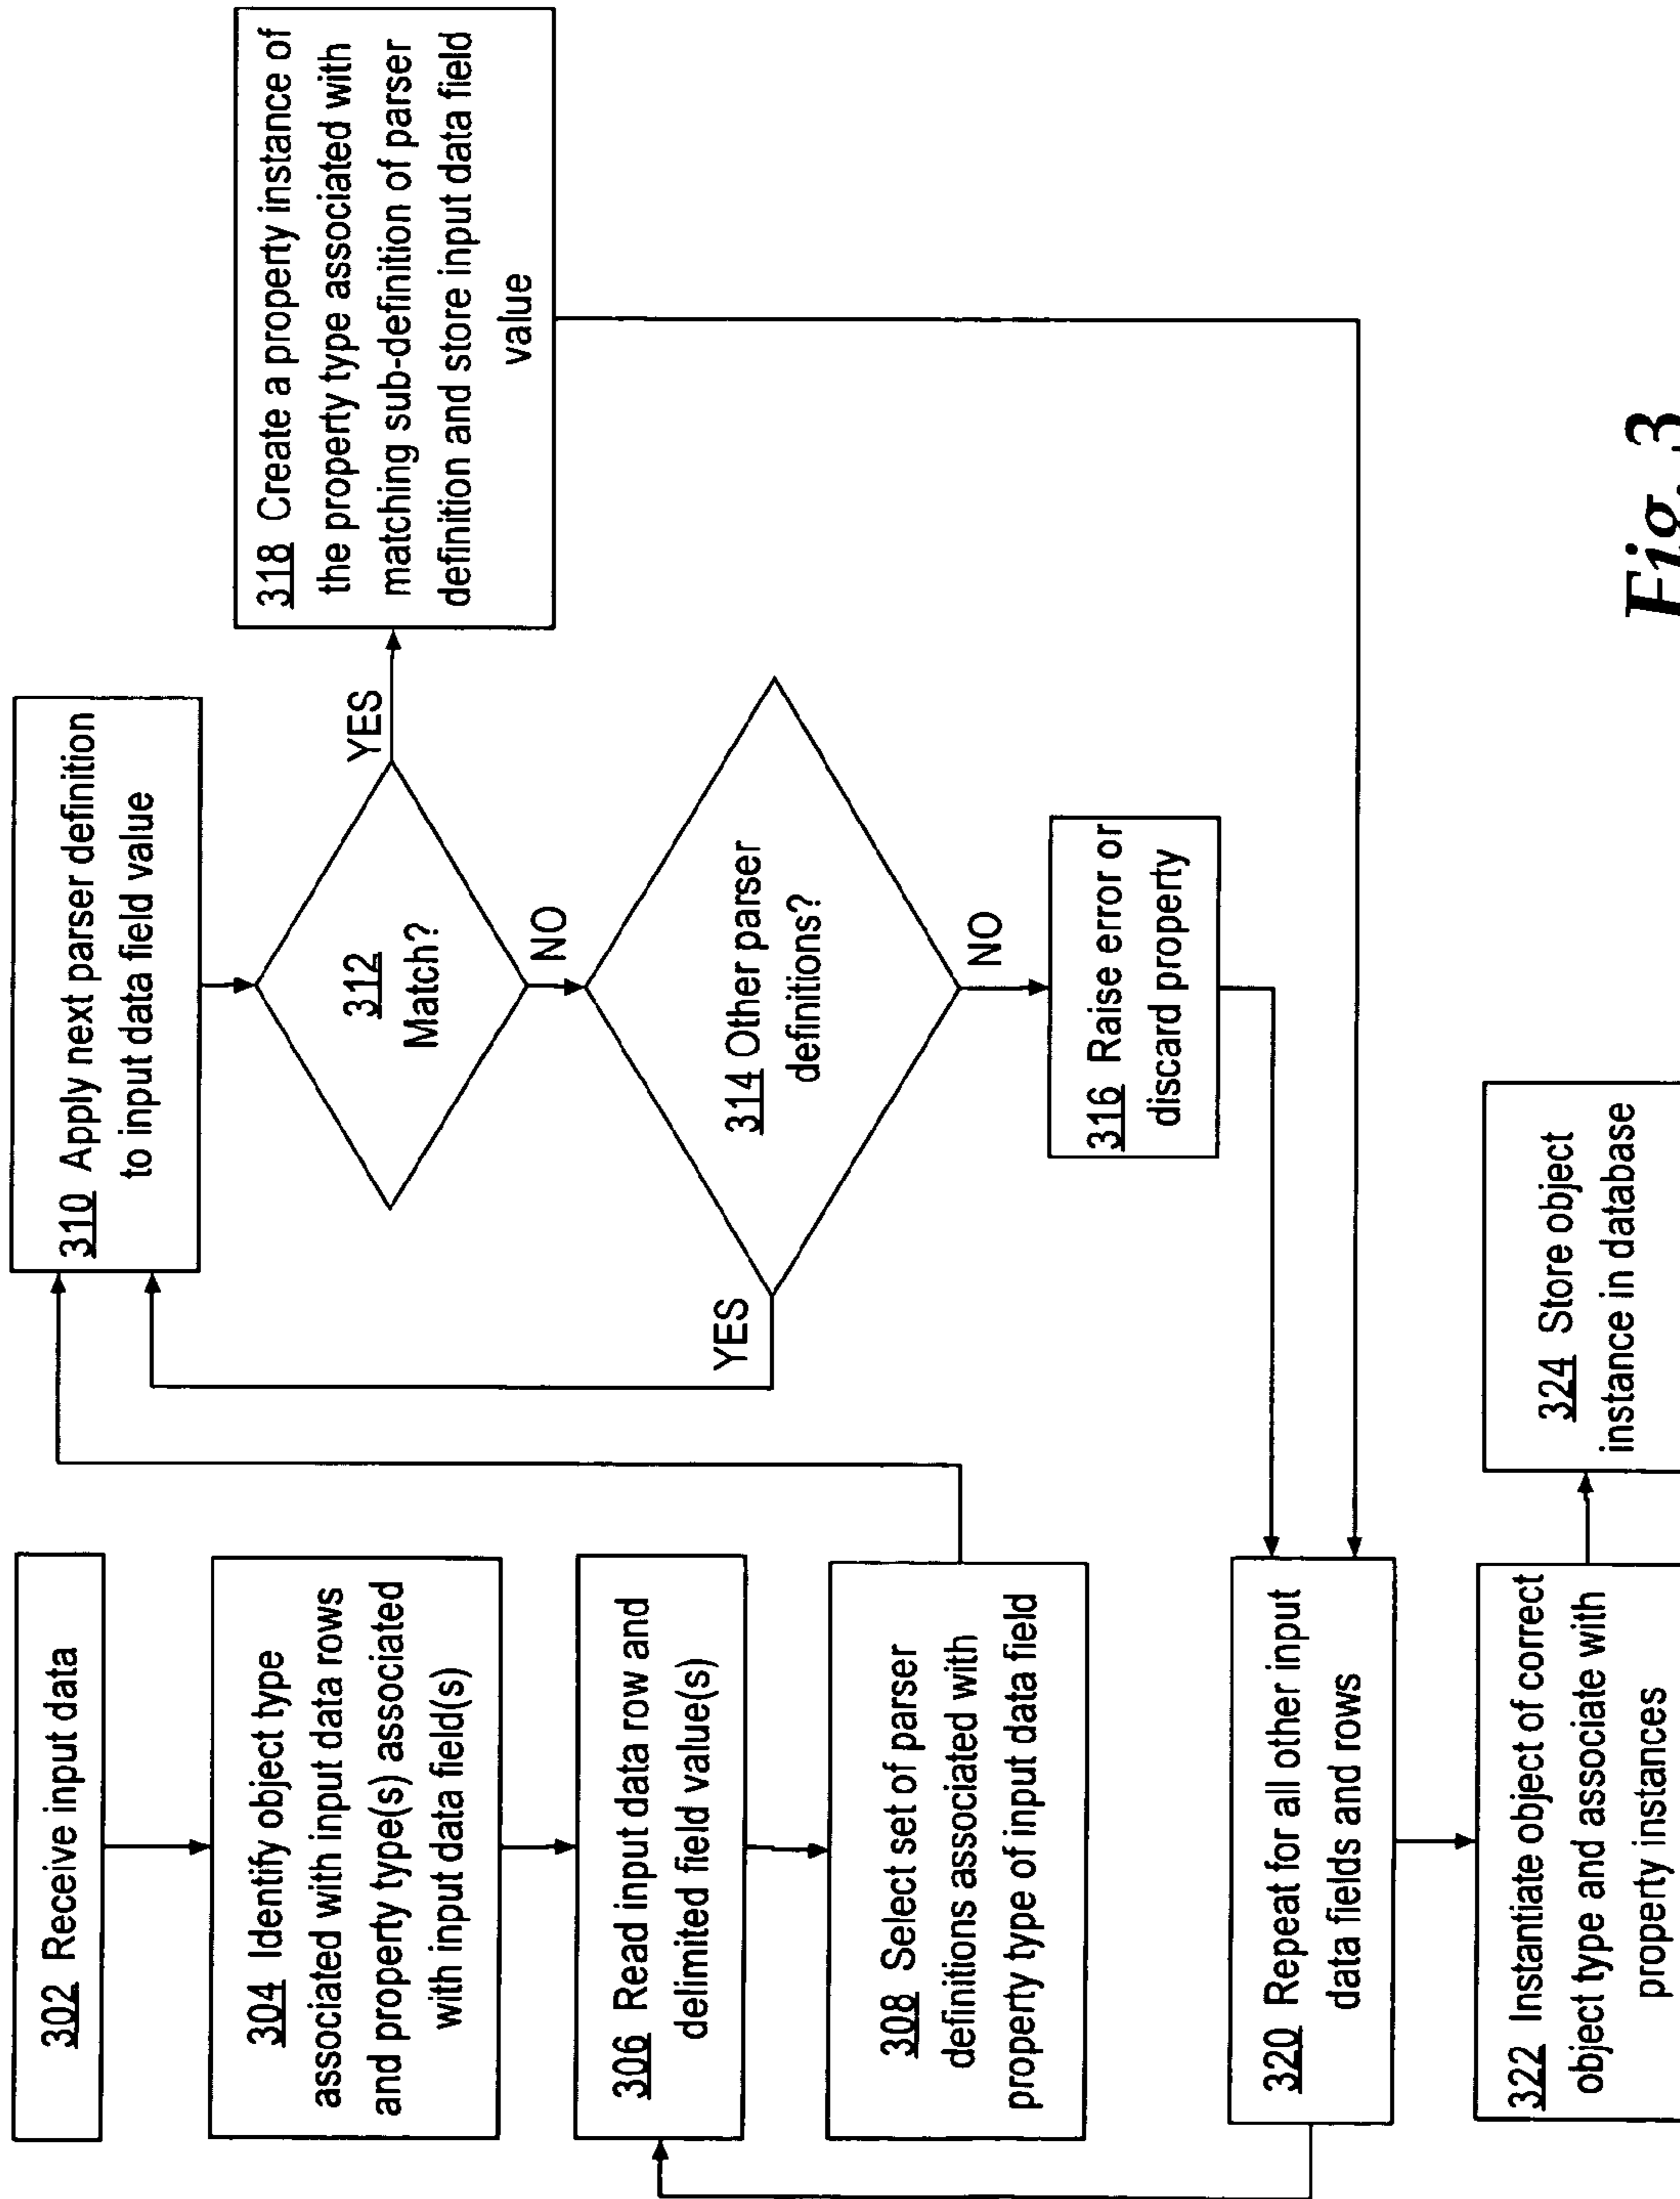 302 Receive input data
304 Identify object type
associated with input data rows
and property type(s) associated
with input data field(s)
306 Read input data row and
delimited field value(s)
308 Select set of parser
definitions associated with
property type of input data field
310 Apply next parser definition
to input data field value
312
Match?
YES
NO
314 Other parser
definitions?
YES
NO
316 Raise error or
discard property
318 Create a property instance of
the property type associated with
matching sub-definition of parser
definition and store input data field
value
320 Repeat for all other input
data fields and rows
322 Instantiate object of correct
object type and associate with
property instances
324 Store object
instance in database
Fig. 3